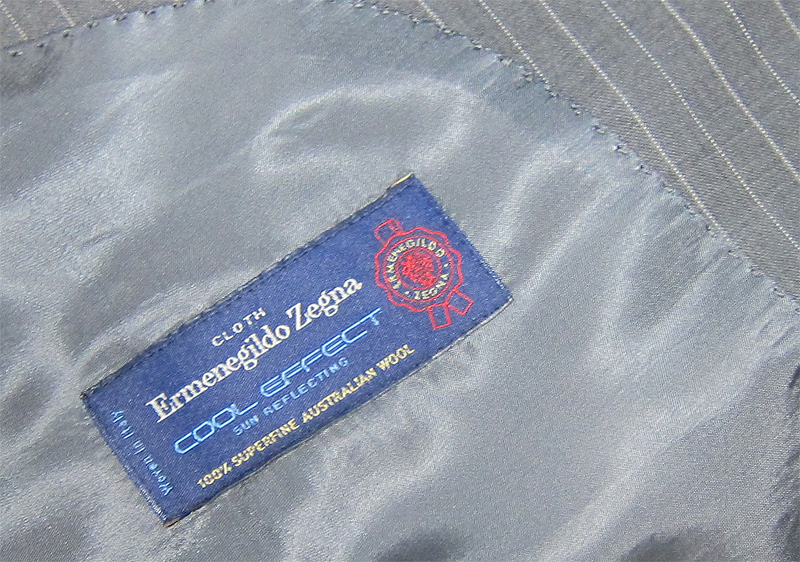 CLOTH
Ermenegildo Zegna
COOL EFFECT
SUN REFLECTING
100% SUPERFINE AUSTRALIAN WOOL
Woven in Italy
ERMENEGILDO
• ZEGNA •